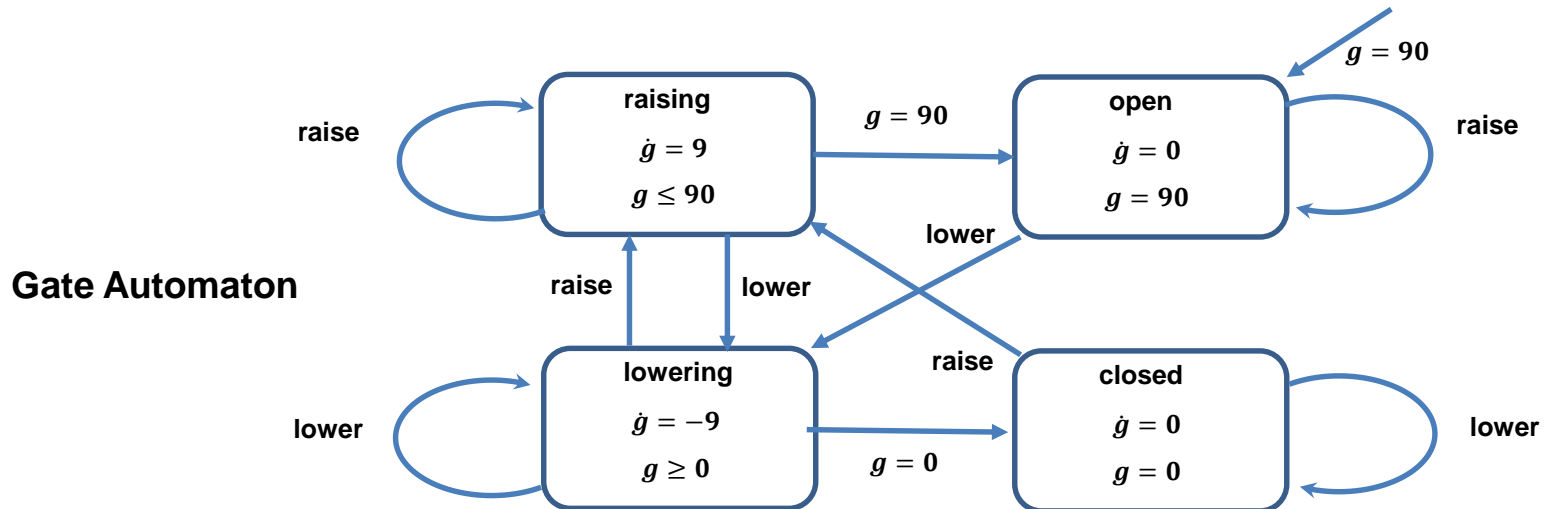 g = 90
raising
open
raise
g = 90
raise
ġ = 9
ġ = 0
g ≤ 90
g = 90
lower
Gate Automaton
raise
lower
raise
lowering
closed
lower
ġ = −9
ġ = 0
lower
g ≥ 0
g = 0
g = 0